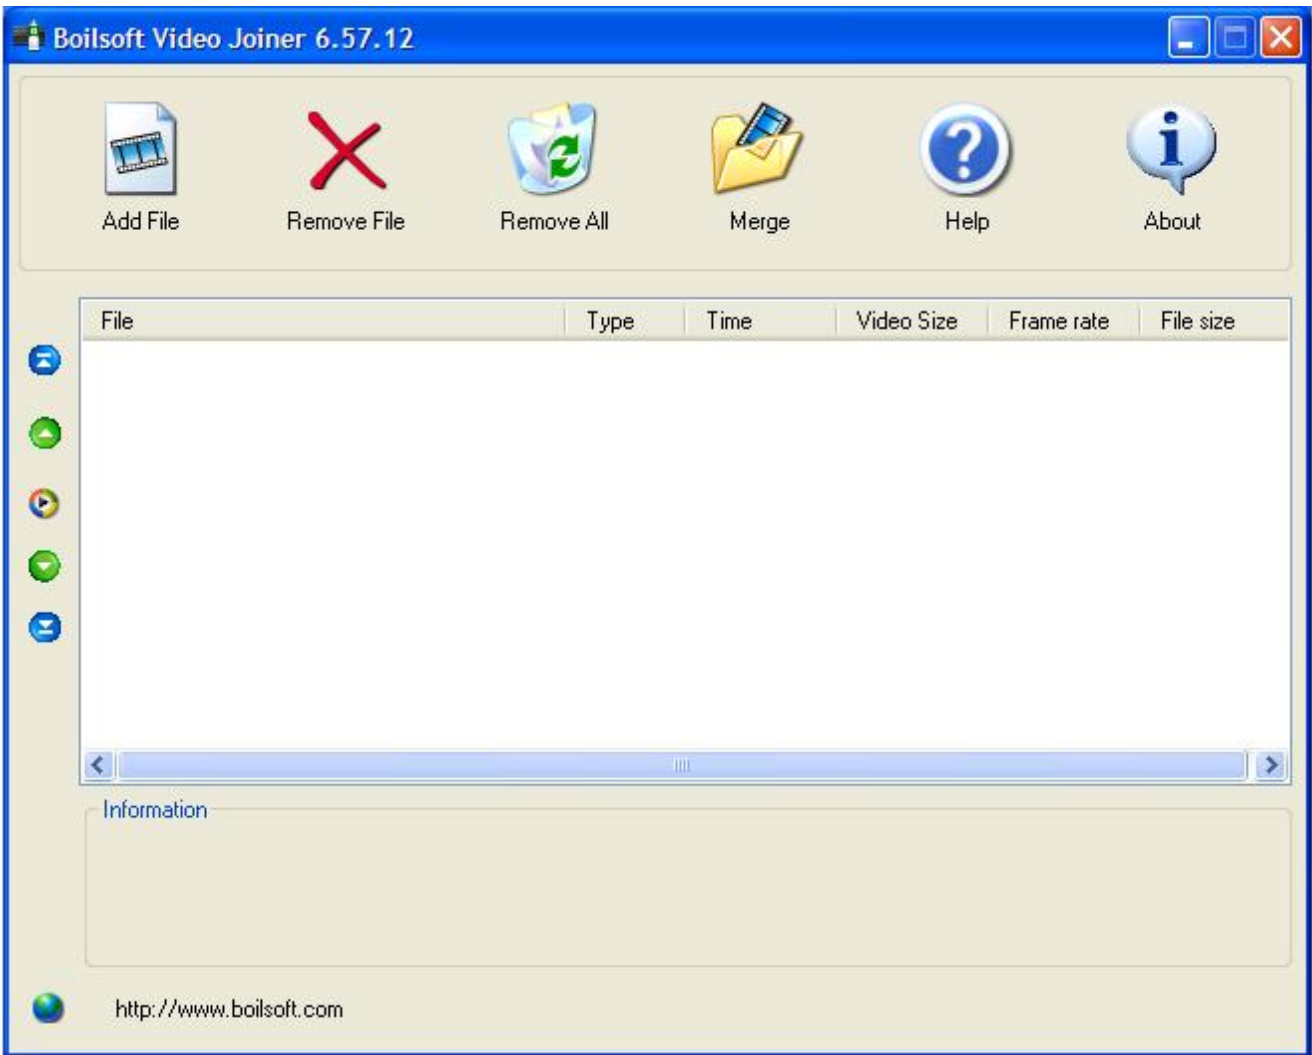 Boilsoft Video Joiner 6.57.12
Add File Remove File Remove All Merge Help About
File Type Time Video Size Frame rate File size
Information
http://www.boilsoft.com